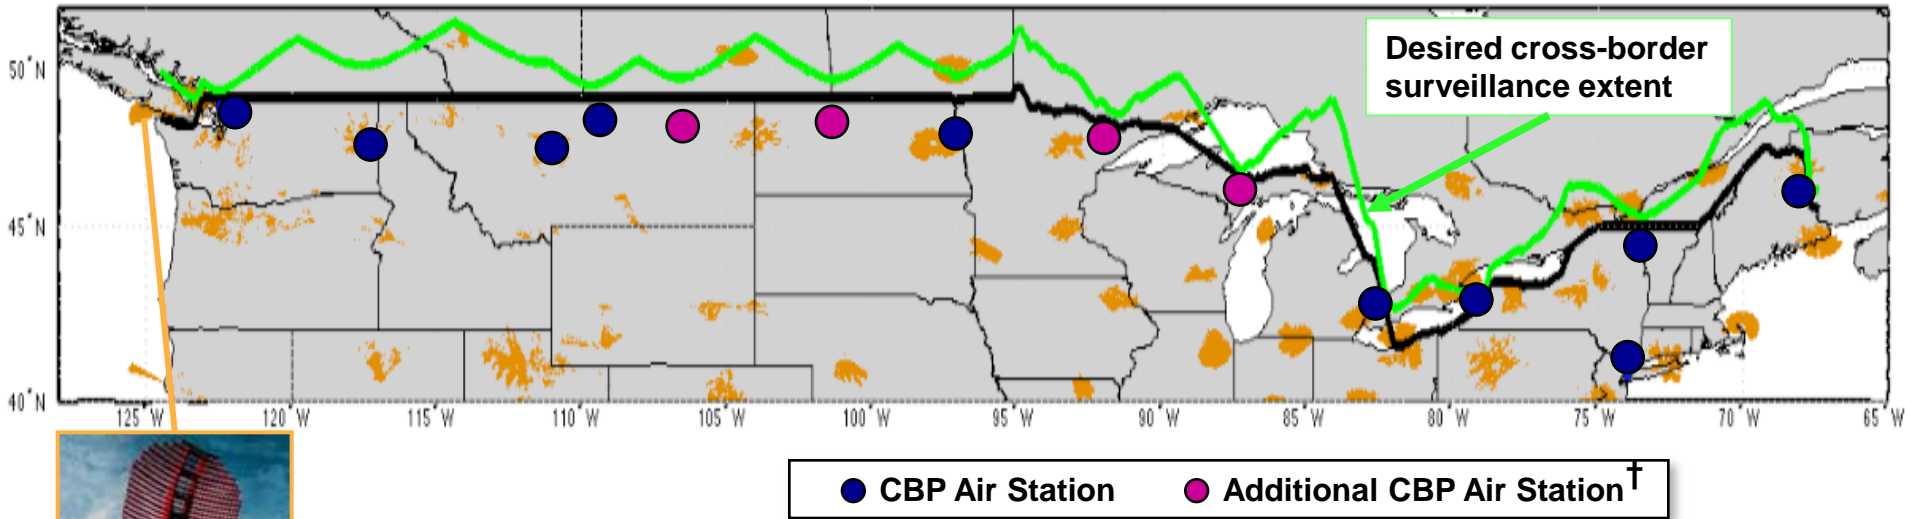 Desired cross-border
surveillance extent
50°N
45°N
40°N
125°W 120°W 115°W 110°W 105°W 100°W 95°W 90°W 85°W 80°W 75°W 70°W 65°W
CBP Air Station Additional CBP Air Station†